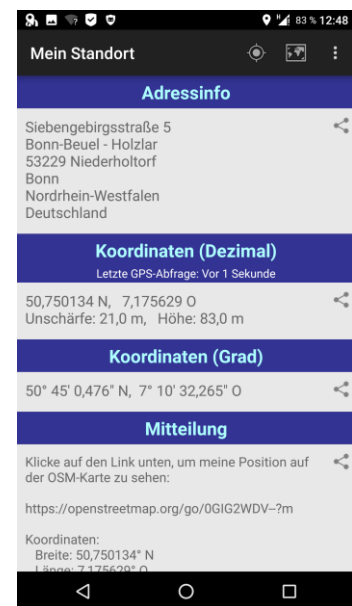 83 % 12:48
Mein Standort
Adressinfo
Siebengebirgsstraße 5
Bonn-Beuel - Holzlar
53229 Niederholtorf
Bonn
Nordrhein-Westfalen
Deutschland
Koordinaten (Dezimal)
Letzte GPS-Abfrage: Vor 1 Sekunde
50,750134 N, 7,175629 O
Unschärfe: 21,0 m, Höhe: 83,0 m
Koordinaten (Grad)
50° 45' 0,476" N, 7° 10' 32,265" O
Mitteilung
Klicke auf den Link unten, um meine Position auf
der OSM-Karte zu sehen:
https://openstreetmap.org/go/0GIG2WDV--?m
Koordinaten:
Breite: 50,750134° N
Länge: 7,175629° O